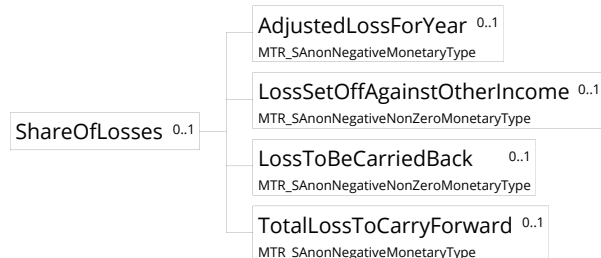 AdjustedLossForYear 0..1
MTR_SAnonNegativeMonetaryType
LossSetOffAgainstOtherIncome 0..1
MTR_SAnonNegativeNonZeroMonetaryType
ShareOfLosses 0..1
LossToBeCarriedBack 0..1
MTR_SAnonNegativeNonZeroMonetaryType
TotalLossToCarryForward 0..1
MTR_SAnonNegativeMonetaryType